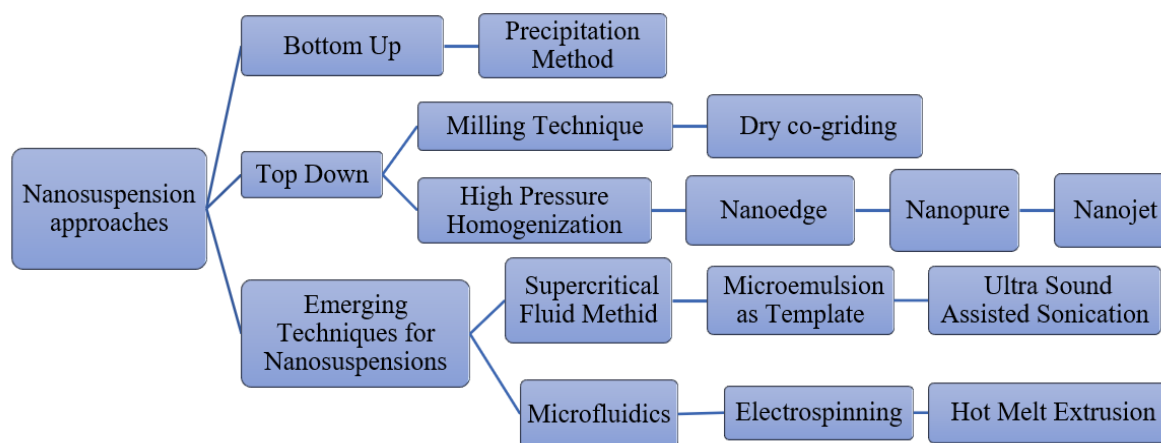 Bottom Up
Precipitation
Method
Milling Technique
Dry co-griding
Nanosuspension
approaches
Top Down
High Pressure
Homogenization
Nanoedge
Nanopure
Nanojet
Emerging
Techniques for
Nanosuspensions
Supercritical
Fluid Methid
Microemulsion
as Template
Ultra Sound
Assisted Sonication
Microfluidics
Electrospinning
Hot Melt Extrusion